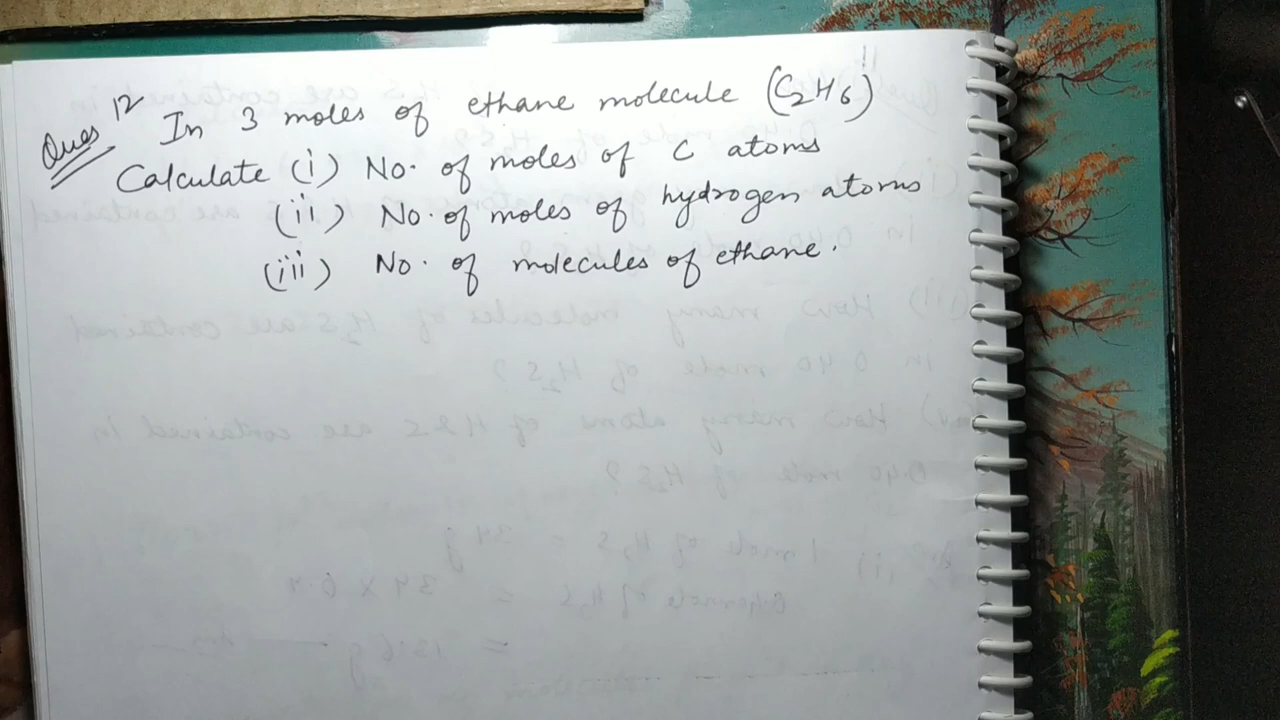 Ques 12 In 3 moles of ethane molecule (C2H6)
Calculate (i) No. of moles of C atoms
(ii) No. of moles of hydrogen atoms
(iii) No. of molecules of ethane.